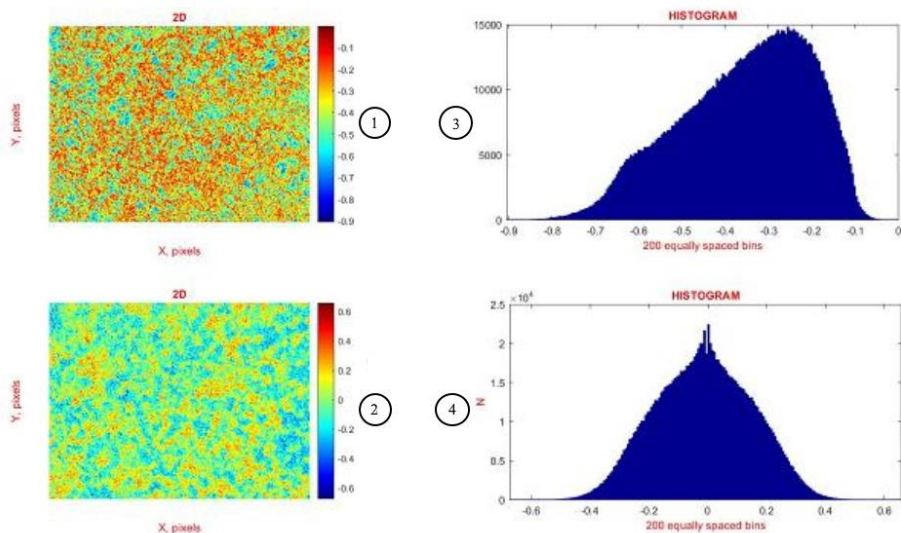 2D
-0.1
-0.2
-0.3
-0.4
-0.5
-0.6
-0.7
-0.8
-0.9
Y, pixels
X, pixels
1
3
HISTOGRAM
15000
10000
5000
0
-0.9 -0.8 -0.7 -0.6 -0.5 -0.4 -0.3 -0.2 -0.1 0
200 equally spaced bins
2D
0.6
0.4
0.2
0
-0.2
-0.4
-0.6
Y, pixels
X, pixels
2
4
HISTOGRAM
× 10⁴
2.5
2
1.5
1
0.5
0
N
-0.6 -0.4 -0.2 0 0.2 0.4 0.6
200 equally spaced bins